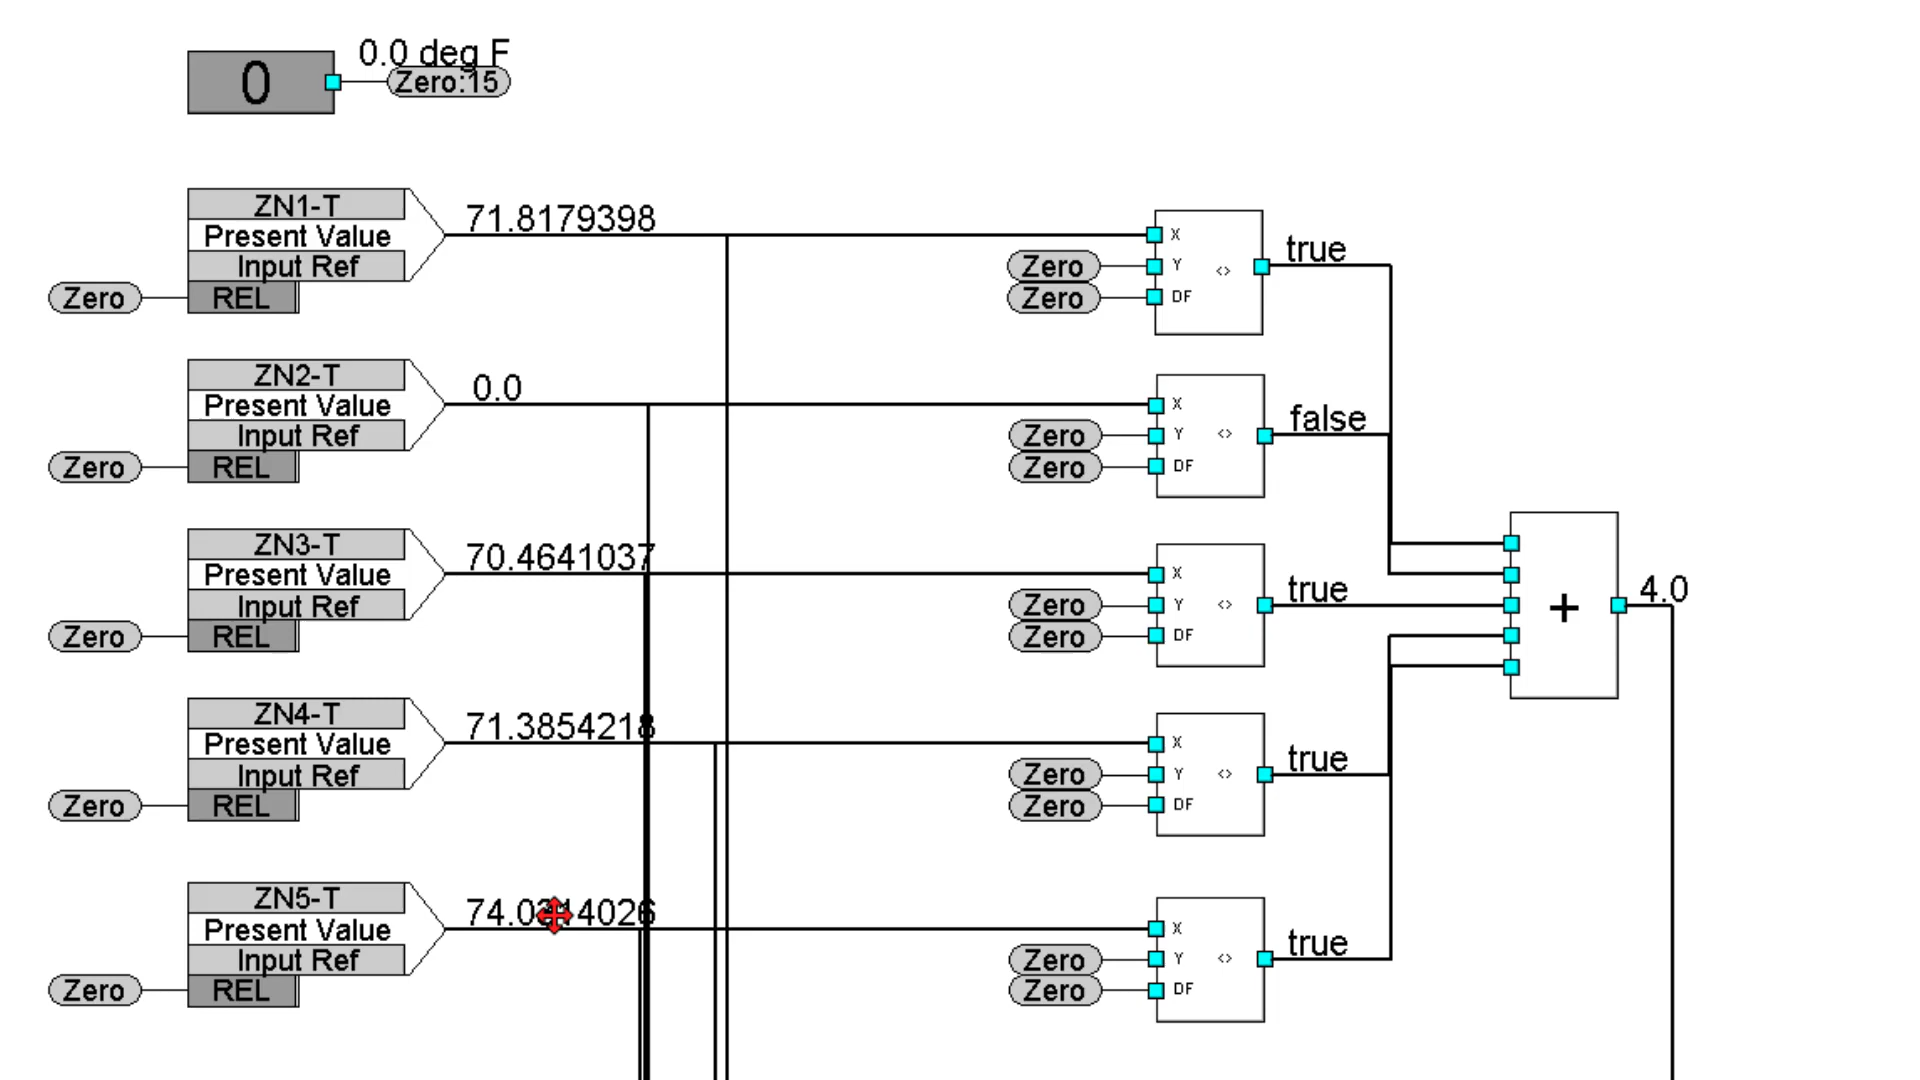 0.0 deg F
0
Zero:15
ZN1-T
71.8179398
Present Value
Input Ref
Zero
REL
X
Zero
Y
<>
true
Zero
DF
ZN2-T
0.0
Present Value
Input Ref
Zero
REL
X
Zero
Y
<>
false
Zero
DF
ZN3-T
70.4641037
Present Value
Input Ref
Zero
REL
X
Zero
Y
<>
true
Zero
DF
+
4.0
ZN4-T
71.3854218
Present Value
Input Ref
Zero
REL
X
Zero
Y
<>
true
Zero
DF
ZN5-T
Present Value
Input Ref
Zero
REL
X
Zero
Y
<>
true
Zero
DF